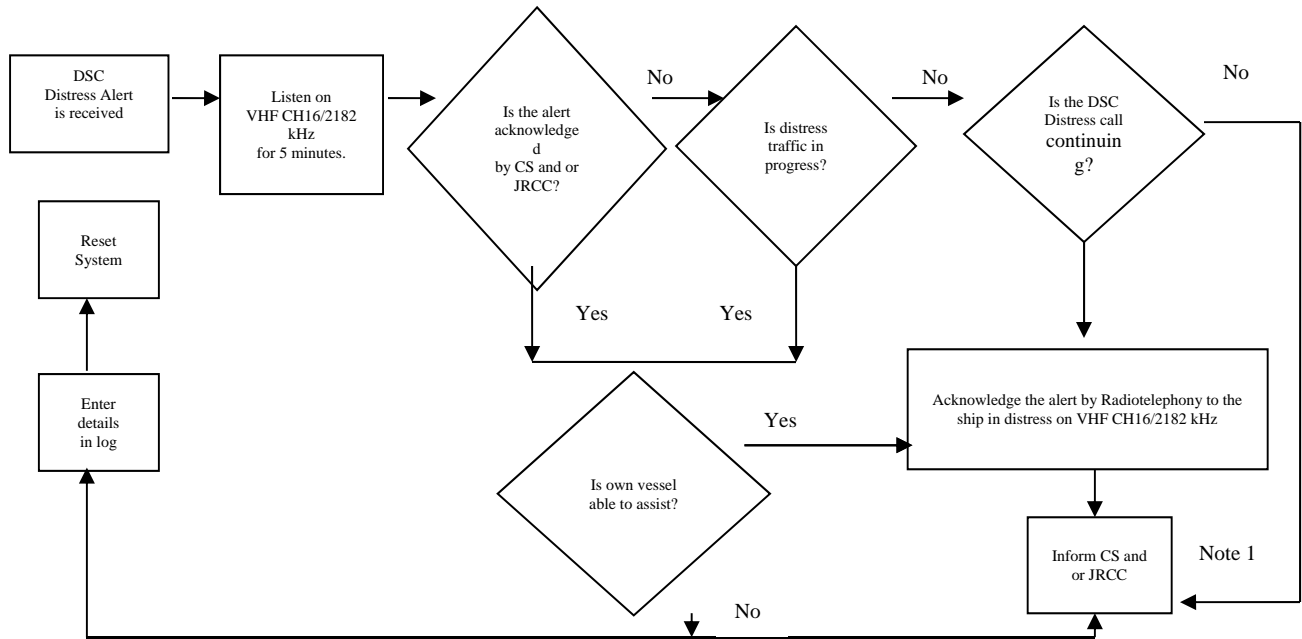 DSC
Distress Alert
is received
Listen on
VHF CH16/2182
kHz
for 5 minutes.
Is the alert
acknowledge
d
by CS and or
JRCC?
No
Is distress
traffic in
progress?
No
Is the DSC
Distress call
continuin
g?
No
Reset
System
Yes
Yes
Enter
details
in log
Acknowledge the alert by Radiotelephony to the
ship in distress on VHF CH16/2182 kHz
Yes
Is own vessel
able to assist?
Inform CS and
or JRCC
Note 1
No